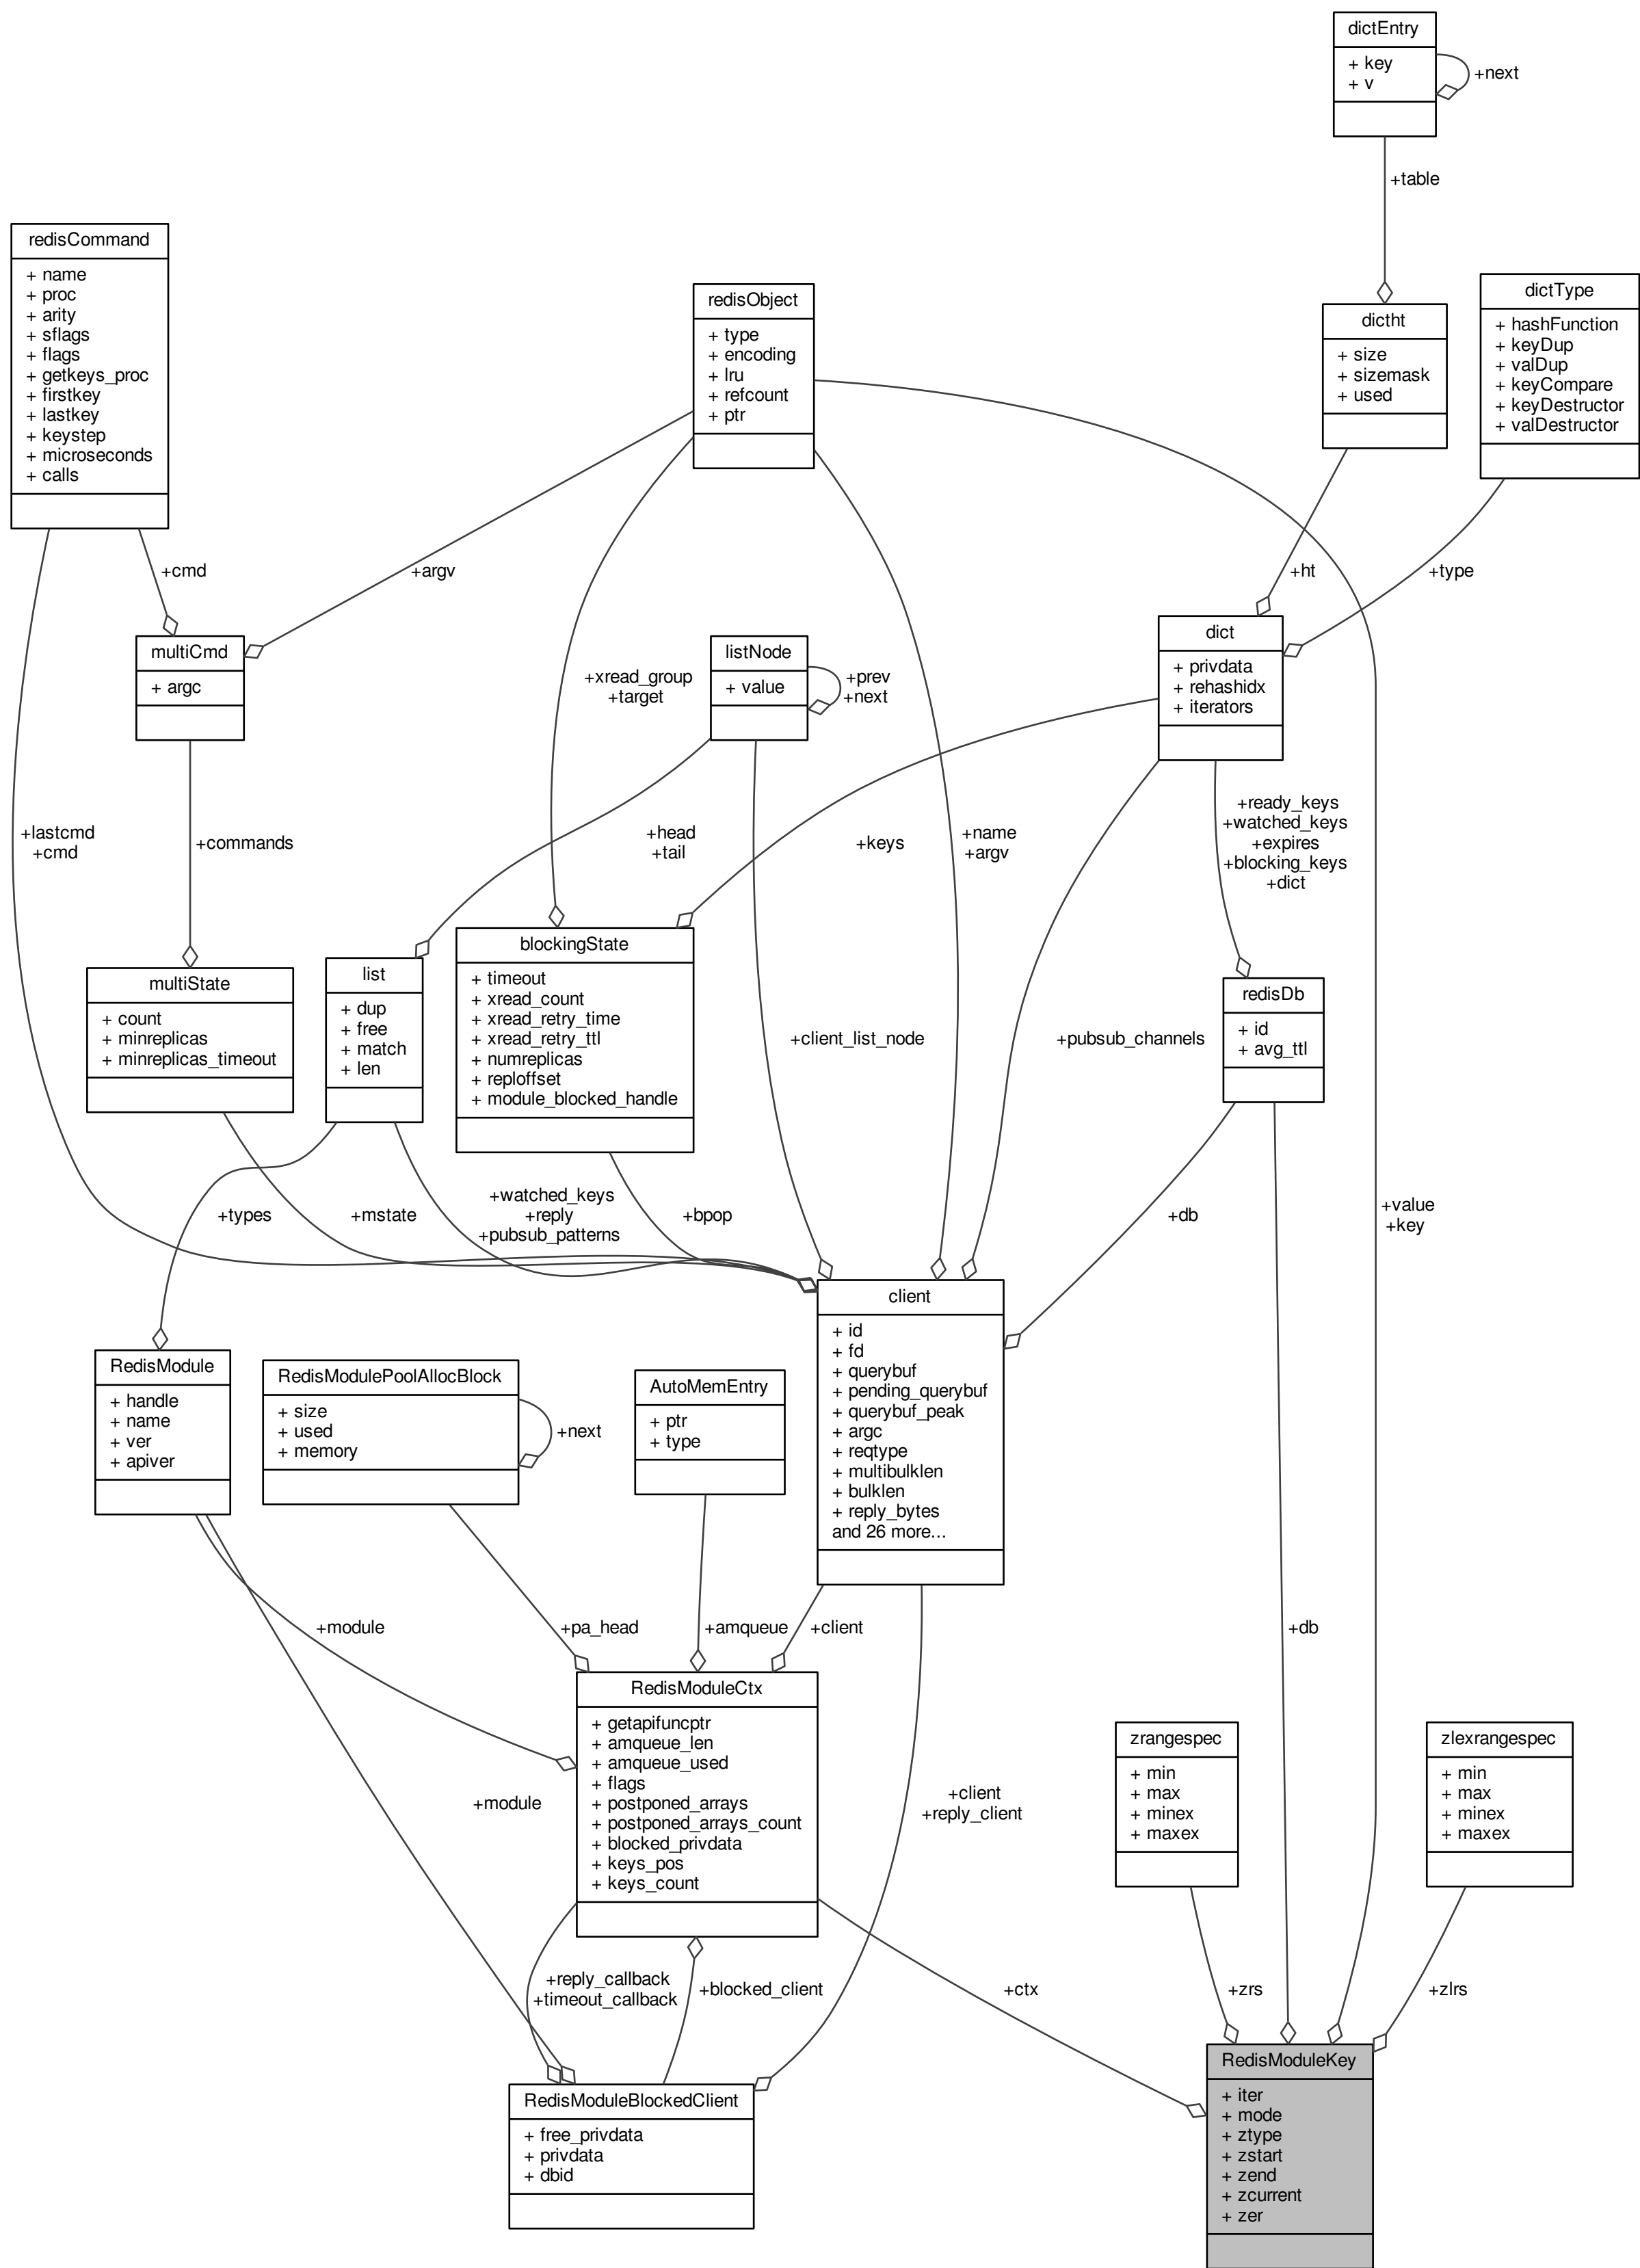 dictEntry
+ key
+ v
+next
+table
redisCommand
+ name
+ proc
+ arity
+ sflags
+ flags
+ getkeys_proc
+ firstkey
+ lastkey
+ keystep
+ microseconds
+ calls
redisObject
+ type
+ encoding
+ lru
+ refcount
+ ptr
dictht
+ size
+ sizemask
+ used
dictType
+ hashFunction
+ keyDup
+ valDup
+ keyCompare
+ keyDestructor
+ valDestructor
+cmd
+argv
+ht
+type
multiCmd
+ argc
+xread_group
+target
listNode
+ value
+prev
+next
dict
+ privdata
+ rehashidx
+ iterators
+lastcmd
+cmd
+commands
+head
+tail
+keys
+name
+argv
+ready_keys
+watched_keys
+expires
+blocking_keys
+dict
multiState
+ count
+ minreplicas
+ minreplicas_timeout
list
+ dup
+ free
+ match
+ len
blockingState
+ timeout
+ xread_count
+ xread_retry_time
+ xread_retry_ttl
+ numreplicas
+ reploffset
+ module_blocked_handle
+client_list_node
+pubsub_channels
redisDb
+ id
+ avg_ttl
+types
+mstate
+watched_keys
+reply
+pubsub_patterns
+bpop
+db
+value
+key
RedisModule
+ handle
+ name
+ ver
+ apiver
RedisModulePoolAllocBlock
+ size
+ used
+ memory
+next
AutoMemEntry
+ ptr
+ type
client
+ id
+ fd
+ querybuf
+ pending_querybuf
+ querybuf_peak
+ argc
+ reqtype
+ multibulklen
+ bulklen
+ reply_bytes
and 26 more...
+module
+pa_head
+amqueue
+client
+db
+module
RedisModuleCtx
+ getapifuncptr
+ amqueue_len
+ amqueue_used
+ flags
+ postponed_arrays
+ postponed_arrays_count
+ blocked_privdata
+ keys_pos
+ keys_count
+client
+reply_client
zrangespec
+ min
+ max
+ minex
+ maxex
zlexrangespec
+ min
+ max
+ minex
+ maxex
+reply_callback
+timeout_callback
+blocked_client
+ctx
+zrs
+zlrs
RedisModuleBlockedClient
+ free_privdata
+ privdata
+ dbid
RedisModuleKey
+ iter
+ mode
+ ztype
+ zstart
+ zend
+ zcurrent
+ zer